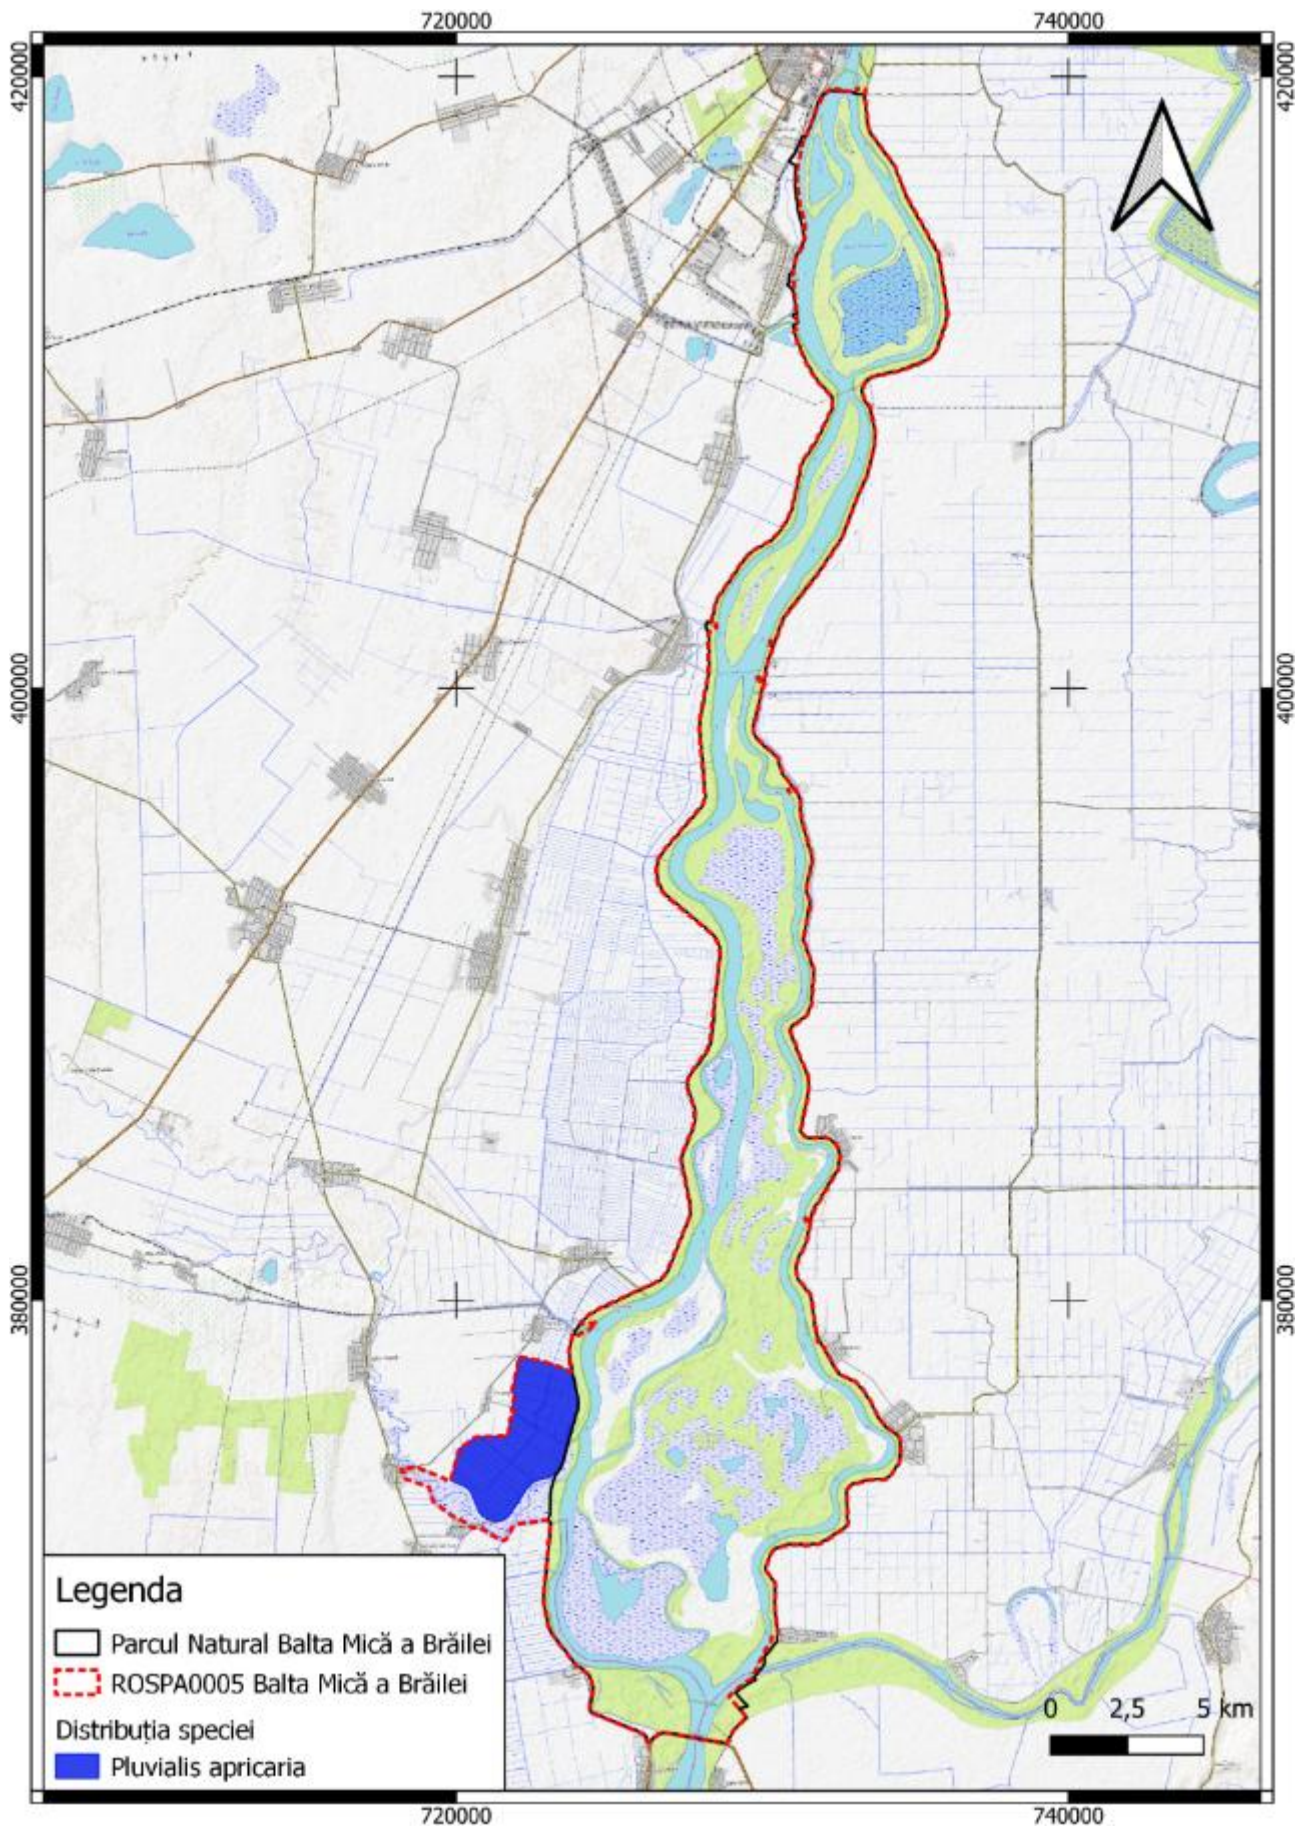 720000 740000
420000 420000
400000 400000
380000 380000
Legenda
Parcul Natural Balta Mică a Brăilei
ROSPA0005 Balta Mică a Brăilei
Distribuția speciei
Pluvialis apricaria
0 2,5 5 km
720000 740000